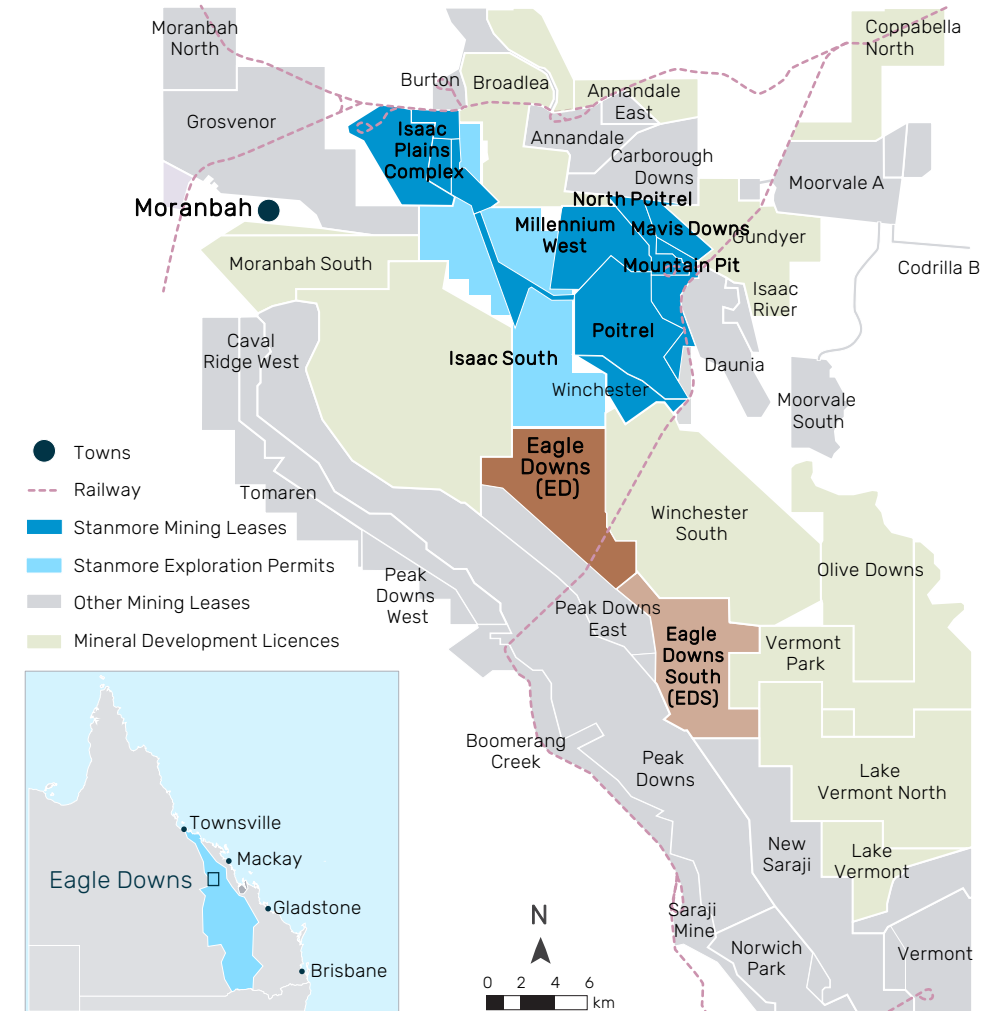 Moranbah
North
Coppabella
North
Burton
Broadlea
Annandale
East
Grosvenor
Isaac
Plains
Complex
Annandale
Carborough
Downs
Moorvale A
North Poitrel
Moranbah
Millennium
West
Mavis Downs
Gundyer
Mountain Pit
Moranbah South
Codrilla B
Isaac
River
Poitrel
Caval
Ridge West
Isaac South
Daunia
Winchester
Moorvale
South
Eagle
Downs
(ED)
Towns
Railway
Stanmore Mining Leases
Stanmore Exploration Permits
Other Mining Leases
Mineral Development Licences
Tomaren
Winchester
South
Olive Downs
Peak
Downs
West
Peak Downs
East
Eagle
Downs
South
(EDS)
Vermont
Park
Boomerang
Creek
Peak
Downs
Lake
Vermont North
New
Saraji
Lake
Vermont
Saraji
Mine
Norwich
Park
Vermont
Townsville
Mackay
Eagle Downs
Gladstone
Brisbane
N
0 2 4 6
km